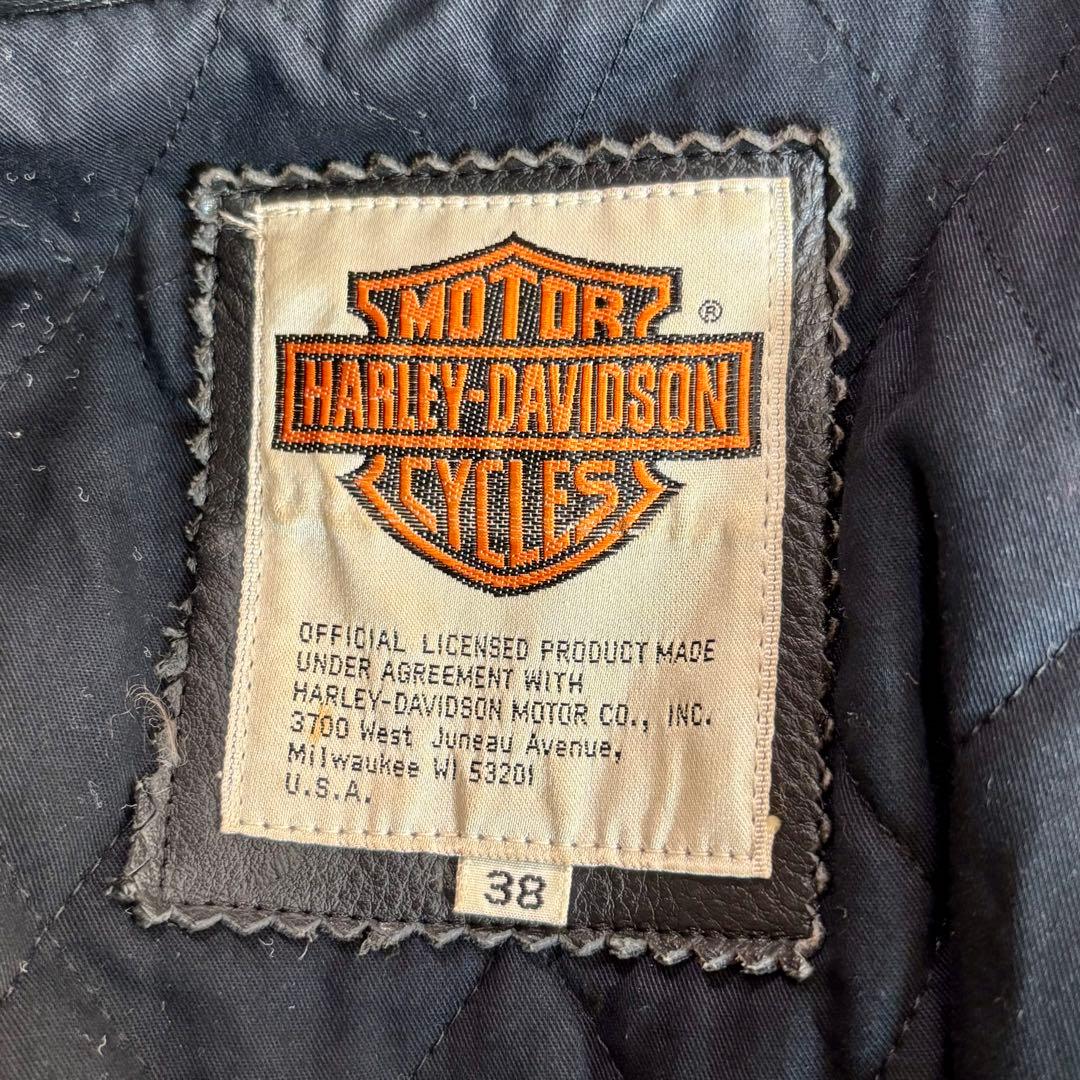 MOTOR
®
HARLEY-DAVIDSON
CYCLES
OFFICIAL LICENSED PRODUCT MADE
UNDER AGREEMENT WITH
HARLEY-DAVIDSON MOTOR CO., INC.
3700 West Juneau Avenue,
Milwaukee WI 53201
U.S.A.
38